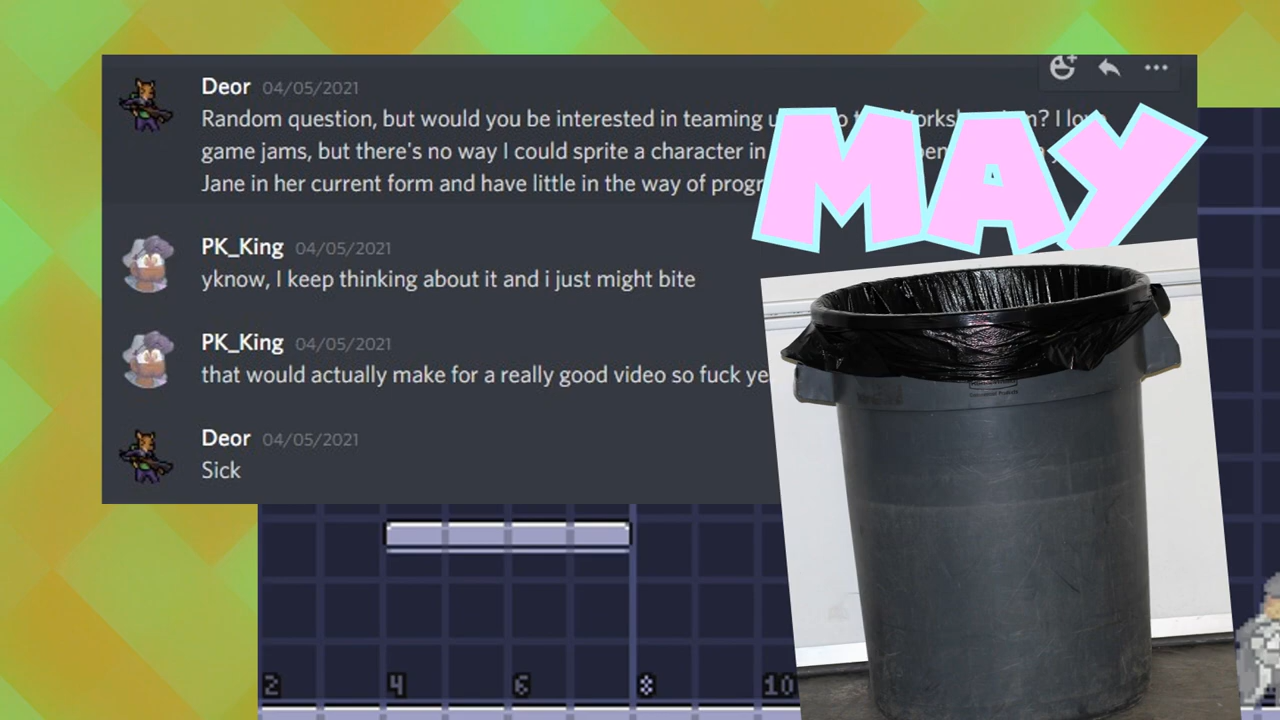 Deor 04/05/2021
Random question, but would you be interested in teaming
game jams, but there's no way I could sprite a character in
Jane in her current form and have little in the way of
MAY
PK_King 04/05/2021
yknow, I keep thinking about it and i just might bite
PK_King 04/05/2021
that would actually make for a really good video so fuck
Deor 04/05/2021
Sick
2 4 6 8 10